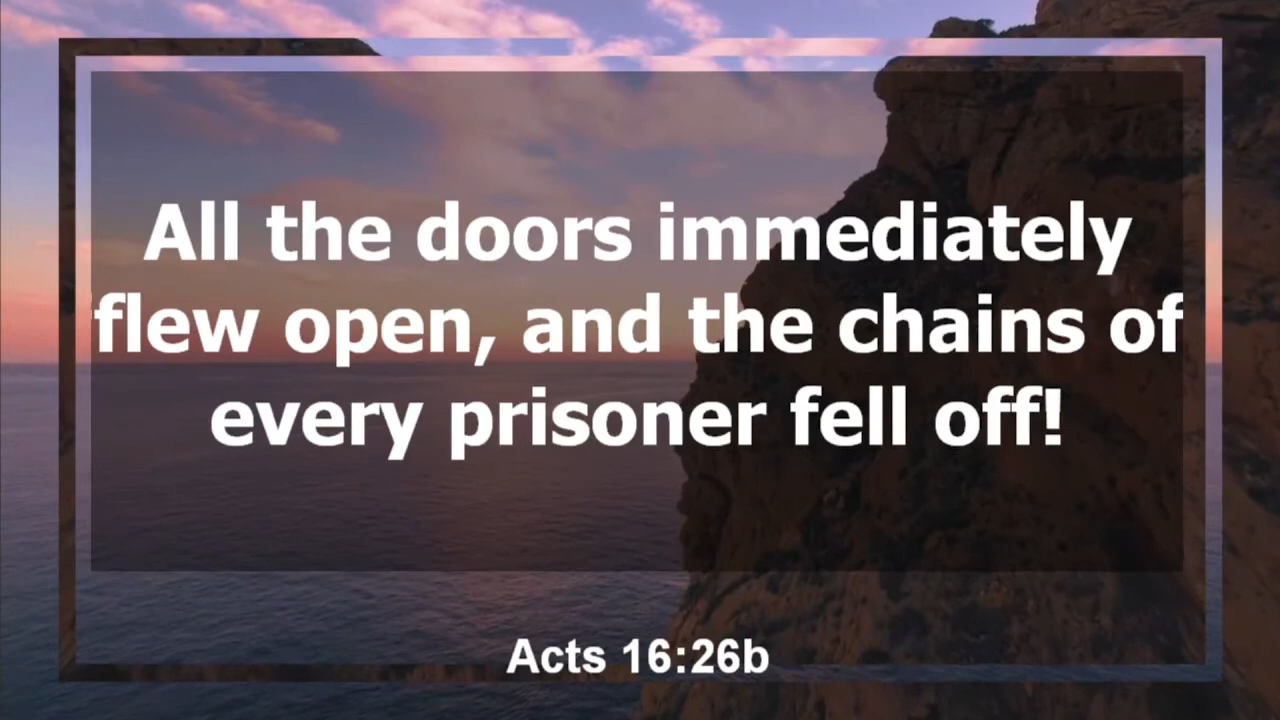 All the doors immediately
flew open, and the chains of
every prisoner fell off!
Acts 16:26b